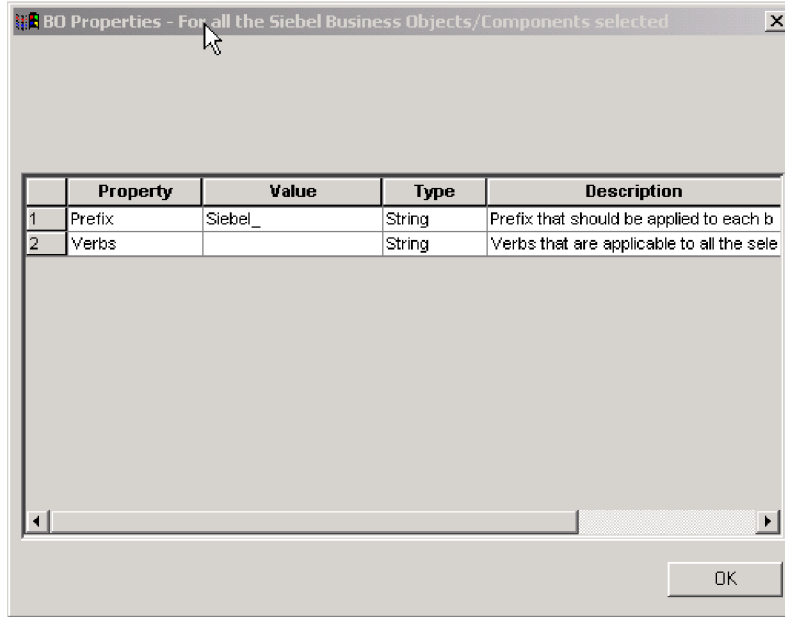 BO Properties - For all the Siebel Business Objects/Components selected
Property Value Type Description
1 Prefix Siebel_ String Prefix that should be applied to each b
2 Verbs String Verbs that are applicable to all the sele
OK